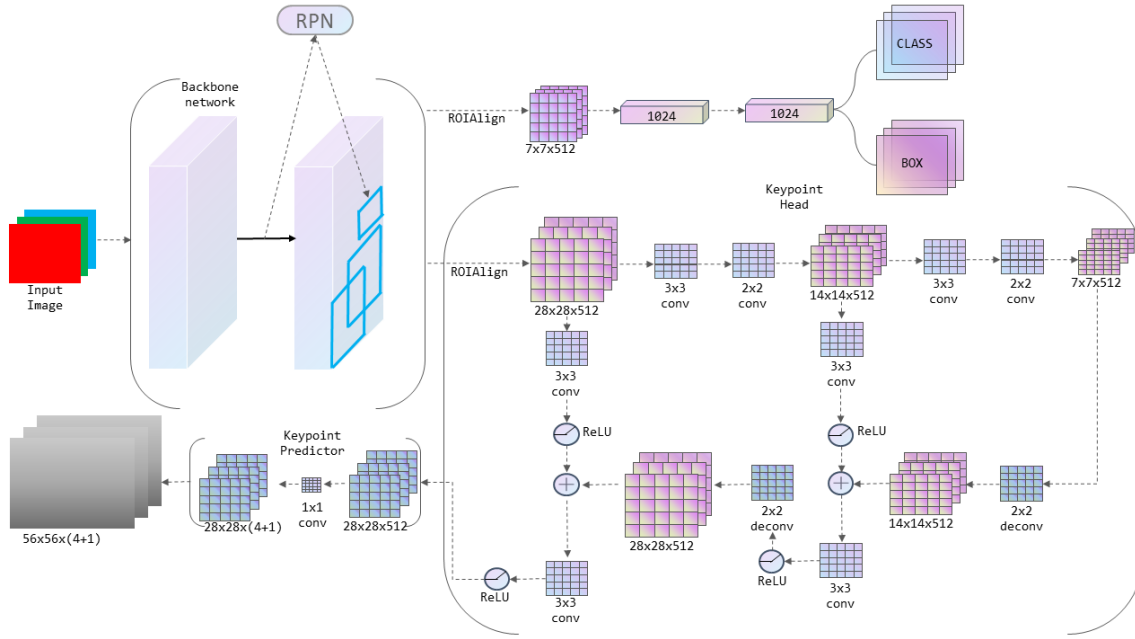 RPN
Backbone
network
ROIAlign
7x7x512
1024
1024
CLASS
BOX
Input
Image
Keypoint
Head
ROIAlign
28x28x512
3x3
conv
2x2
conv
14x14x512
3x3
conv
2x2
conv
7x7x512
3x3
conv
3x3
conv
ReLU
ReLU
Keypoint
Predictor
56x56x(4+1)
28x28x(4+1)
1x1
conv
28x28x512
28x28x512
2x2
deconv
14x14x512
2x2
deconv
ReLU
3x3
conv
ReLU
3x3
conv